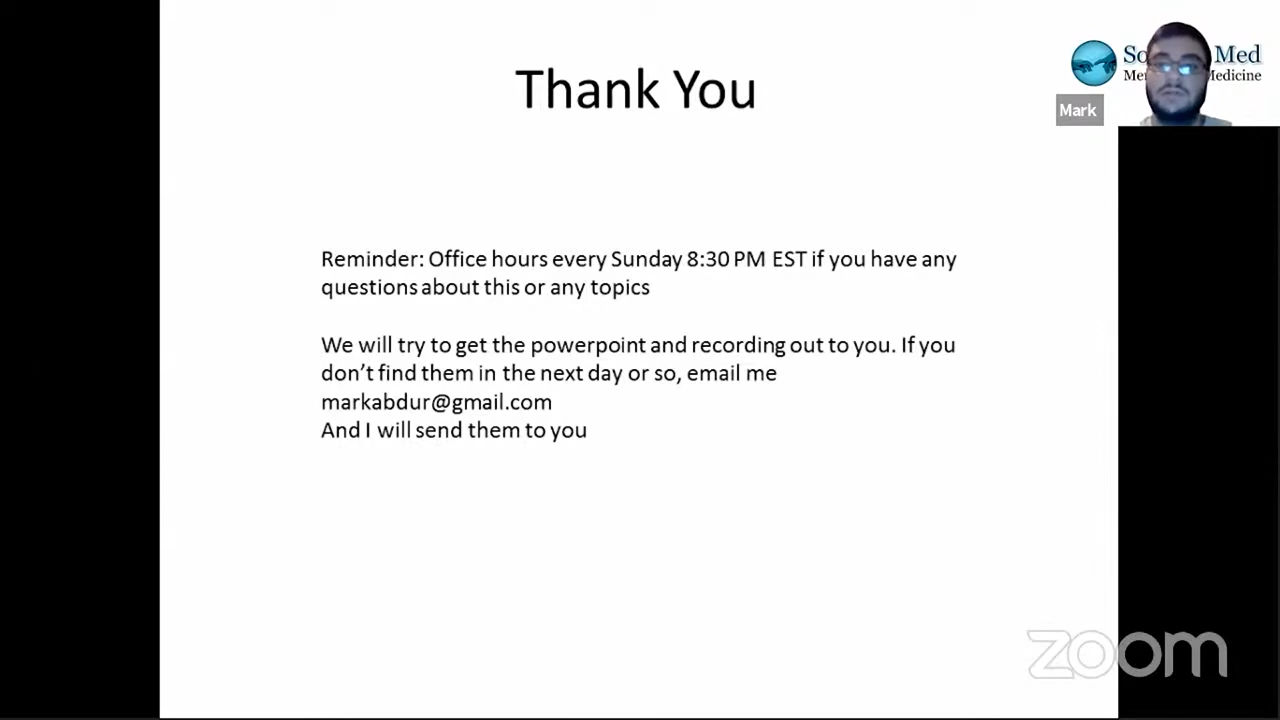 Thank You
So Med
Me Medicine
Mark
Reminder: Office hours every Sunday 8:30 PM EST if you have any
questions about this or any topics
We will try to get the powerpoint and recording out to you. If you
don't find them in the next day or so, email me
markabdur@gmail.com
And I will send them to you
zoom